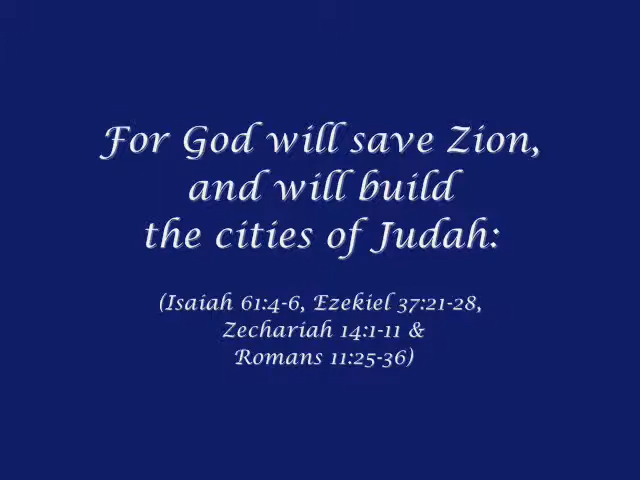 For God will save Zion,
and will build
the cities of Judah:
(Isaiah 61:4-6, Ezekiel 37:21-28,
Zechariah 14:1-11 &
Romans 11:25-36)